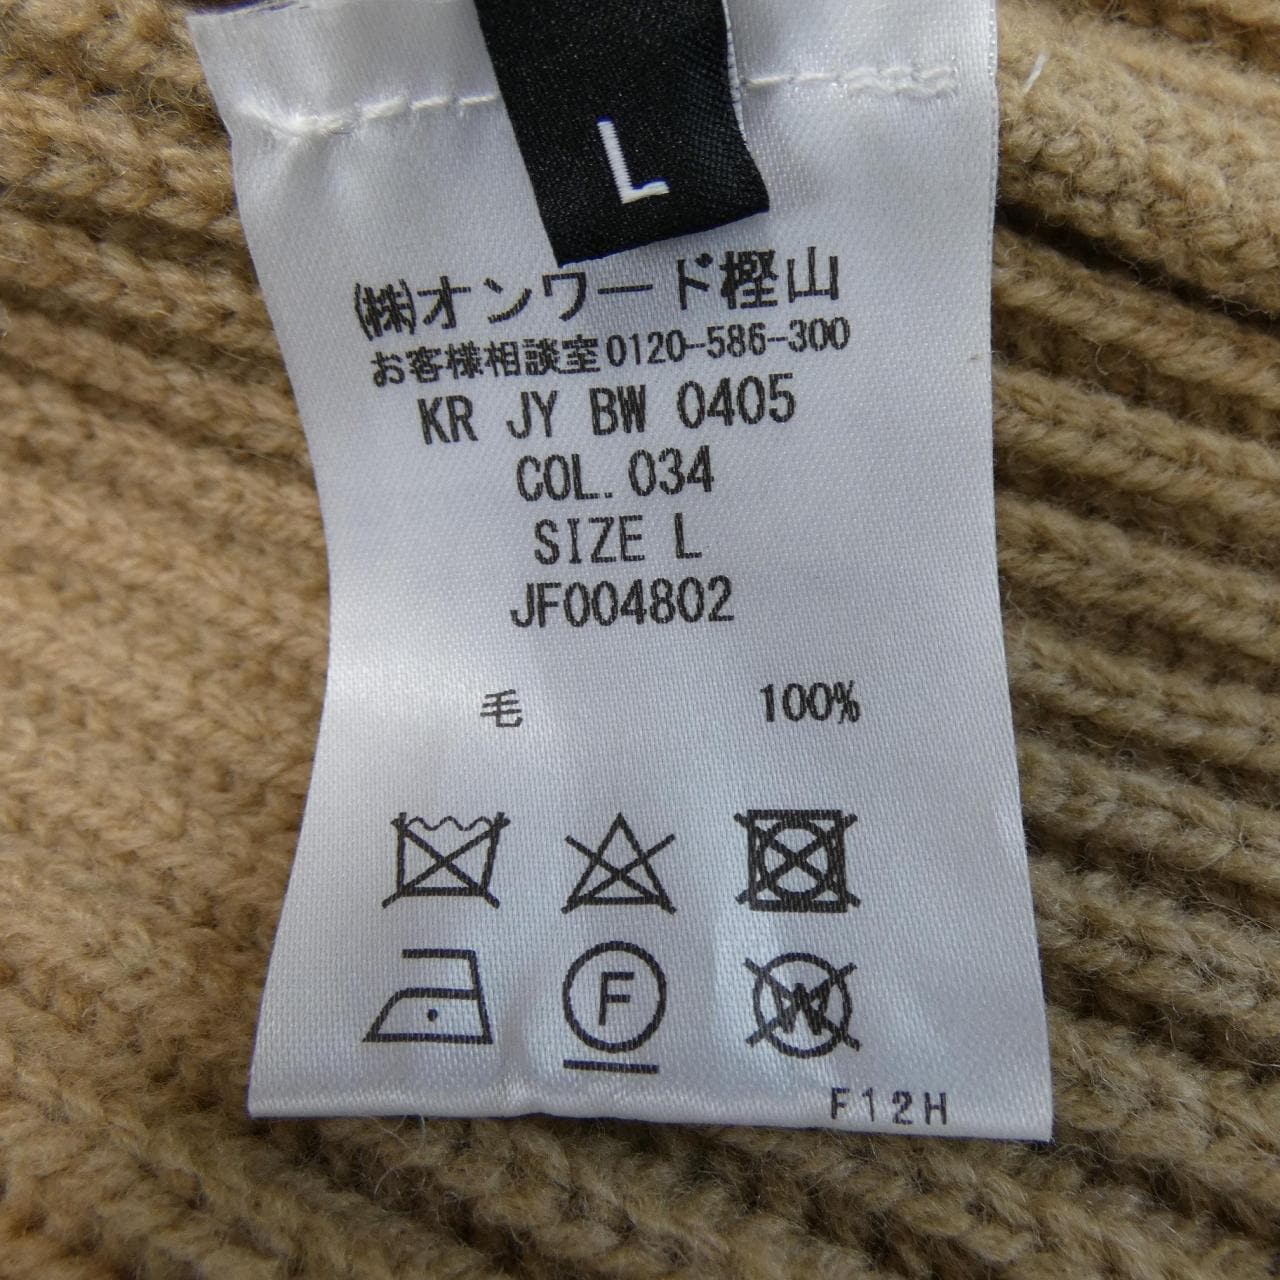 L
(株)オンワード樫山
お客様相談室0120-586-300
KR JY BW 0405
COL.034
SIZE L
JF004802
毛 100%
F
W
F12H